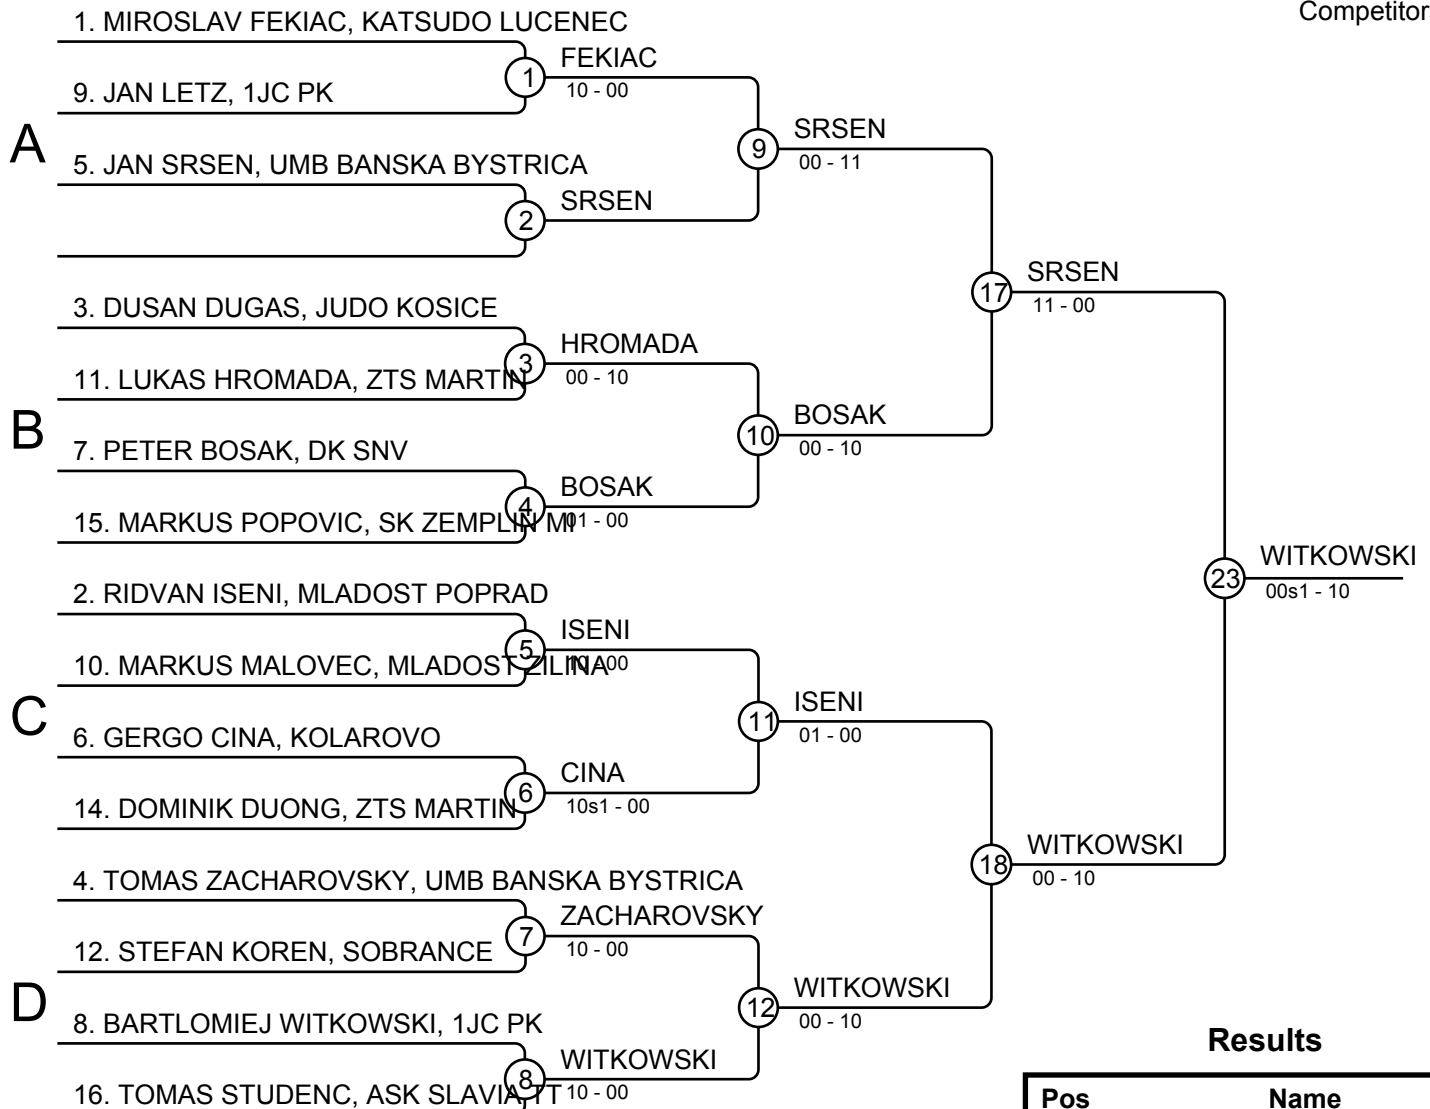 Competitor
1. MIROSLAV FEKIAC, KATSUDO LUCENEC
1
FEKIAC
10 - 00
9. JAN LETZ, 1JC PK
A
9
SRSEN
00 - 11
5. JAN SRSEN, UMB BANSKA BYSTRICA
2
SRSEN
17
SRSEN
11 - 00
3. DUSAN DUGAS, JUDO KOSICE
3
HROMADA
00 - 10
11. LUKAS HROMADA, ZTS MARTIN
B
10
BOSAK
00 - 10
7. PETER BOSAK, DK SNV
4
BOSAK
01 - 00
15. MARKUS POPOVIC, SK ZEMPLIN MI
23
WITKOWSKI
00s1 - 10
2. RIDVAN ISENI, MLADOST POPRAD
5
ISENI
10 - 00
10. MARKUS MALOVEC, MLADOST ZILINA
C
11
ISENI
01 - 00
6. GERGO CINA, KOLAROVO
6
CINA
10s1 - 00
14. DOMINIK DUONG, ZTS MARTIN
18
WITKOWSKI
00 - 10
4. TOMAS ZACHAROVSKY, UMB BANSKA BYSTRICA
7
ZACHAROVSKY
10 - 00
12. STEFAN KOREN, SOBRANCE
D
12
WITKOWSKI
00 - 10
8. BARTLOMIEJ WITKOWSKI, 1JC PK
8
WITKOWSKI
10 - 00
16. TOMAS STUDENC, ASK SLAVIA TT
Results
Pos Name